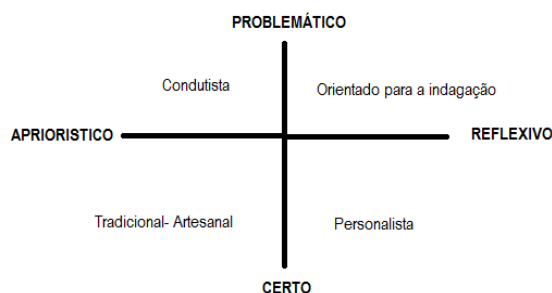 PROBLEMÁTICO
Condutista
Orientado para a indagação
APRIORISTICO
REFLEXIVO
Tradicional- Artesanal
Personalista
CERTO